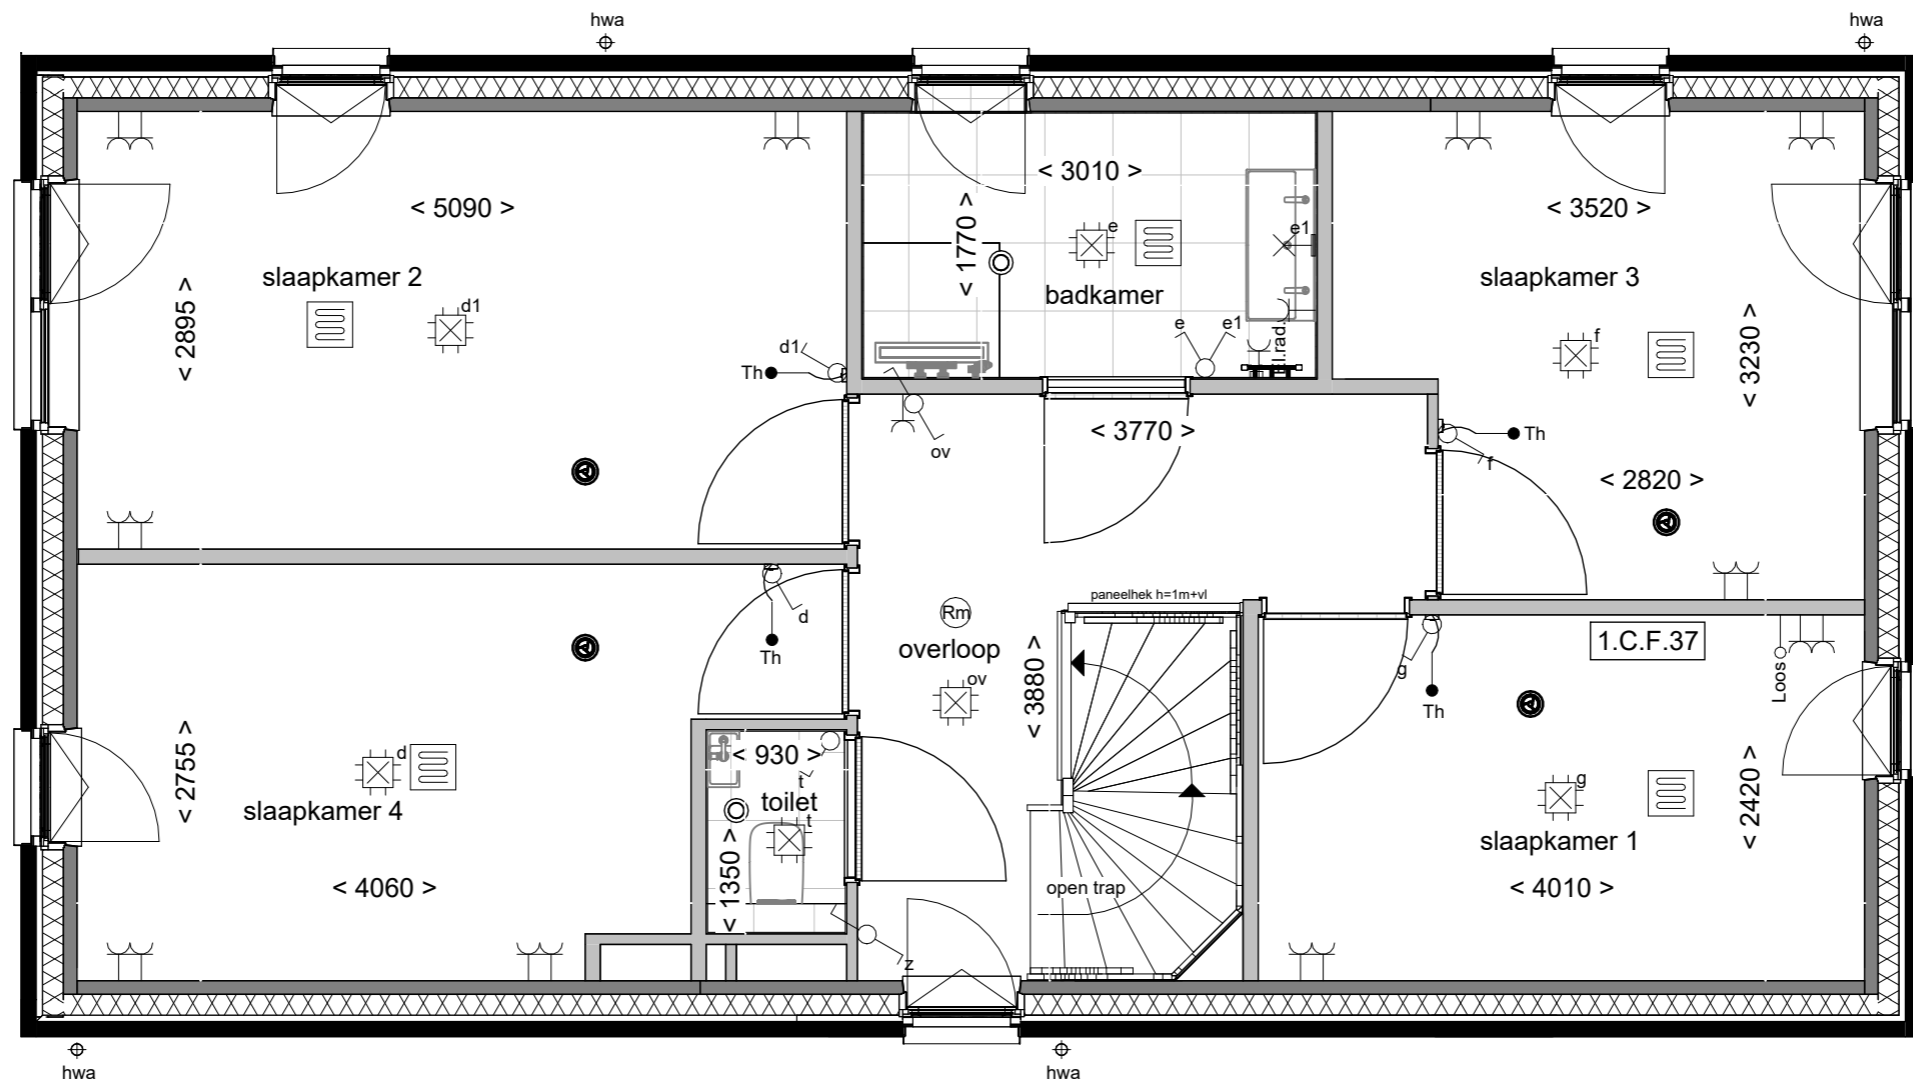 hwa
hwa
< 5090 >
slaapkamer 2
< 2895 >
d1
d1
Th
< 3010 >
< 1770 >
e
e1
badkamer
e
e1
el.rad.
< 3520 >
slaapkamer 3
f
< 3230 >
Th
f
< 2820 >
< 3770 >
ov
d
Th
Rm
overloop
ov
paneelhek h=1m+vl
< 3880 >
open trap
1.C.F.37
Loos
g
Th
< 2755 >
d
slaapkamer 4
< 4060 >
< 930 >
t
toilet
t
< 1350 >
z
g
slaapkamer 1
< 2420 >
< 4010 >
hwa
hwa